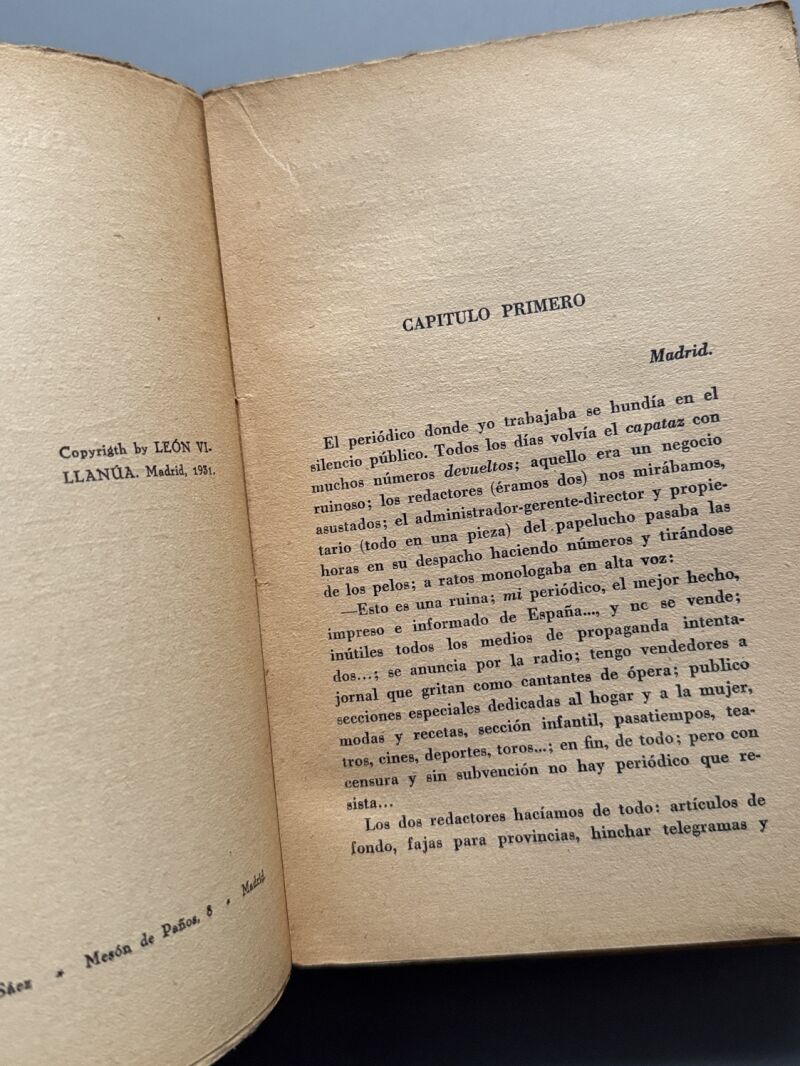 Copyrigth by LEÓN VI-
LLANÚA. Madrid, 1931.
Sáez * Mesón de Paños, 8 * Madrid
CAPITULO PRIMERO
Madrid.
El periódico donde yo trabajaba se hundía en el
silencio público. Todos los días volvía el capataz con
muchos números devueltos; aquello era un negocio
ruinoso; los redactores (éramos dos) nos mirábamos,
asustados; el administrador-gerente-director y propie-
tario (todo en una pieza) del papelucho pasaba las
horas en su despacho haciendo números y tirándose
de los pelos; a ratos monologaba en alta voz:
—Esto es una ruina; mi periódico, el mejor hecho,
impreso e informado de España..., y nc se vende;
inútiles todos los medios de propaganda intenta-
dos...; se anuncia por la radio; tengo vendedores a
jornal que gritan como cantantes de ópera; publico
secciones especiales dedicadas al hogar y a la mujer,
modas y recetas, sección infantil, pasatiempos, tea-
tros, cines, deportes, toros...; en fin, de todo; pero con
censura y sin subvención no hay periódico que re-
sista...
Los dos redactores hacíamos de todo: artículos de
fondo, fajas para provincias, hinchar telegramas y